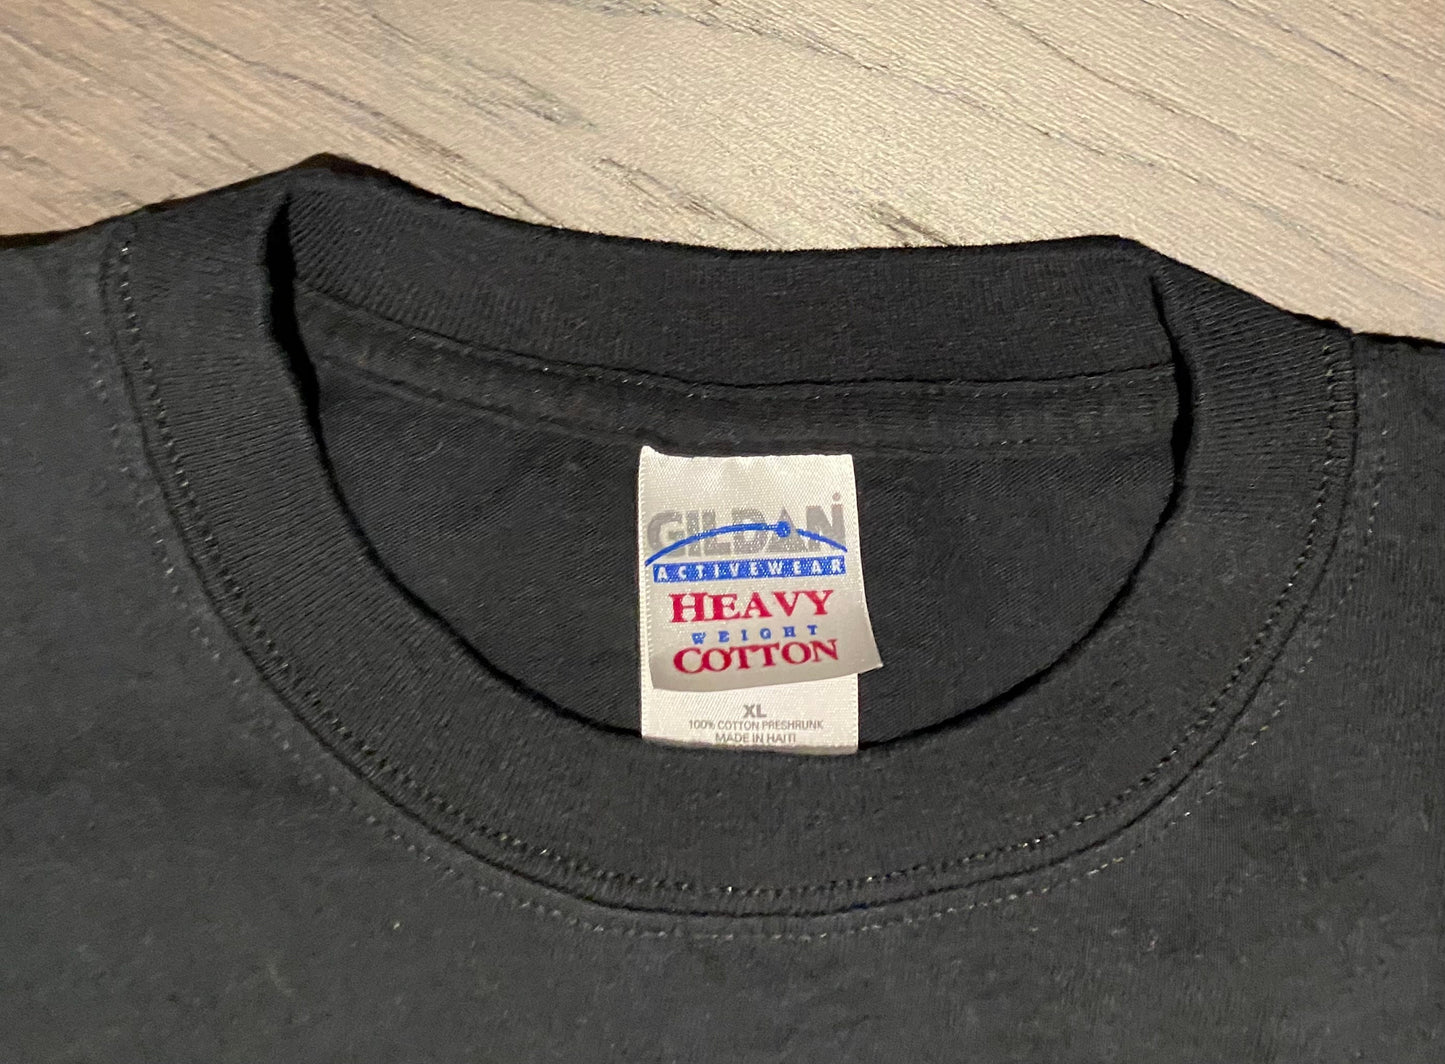 GILDAN
ACTIVEWEAR
HEAVY
WEIGHT
COTTON
XL
100% COTTON PRESHRUNK
MADE IN HAITI